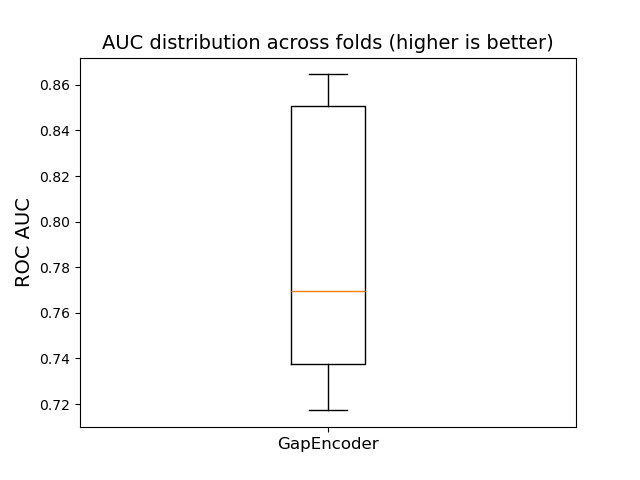 AUC distribution across folds (higher is better)
ROC AUC
0.86
0.84
0.82
0.80
0.78
0.76
0.74
0.72
GapEncoder